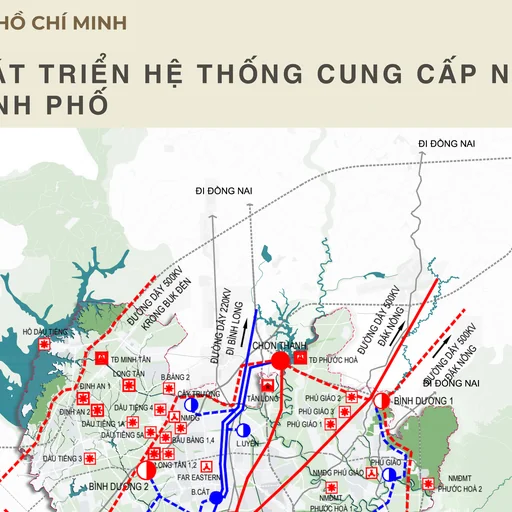 HỒ CHÍ MINH
ÁT TRIỂN HỆ THỐNG CUNG CẤP N
NH PHỐ
ĐI ĐỒNG NAI
ĐI ĐỒNG NAI
ĐƯỜNG DÂY 500KV
KRÔNG BUK ĐẾN
ĐƯỜNG DÂY 220KV
ĐI BÌNH LONG
ĐƯỜNG DÂY 500KV
ĐẮK NÔNG
ĐƯỜNG DÂY 500KV
ĐẮK NÔNG
HỒ DẦU TIẾNG
TĐ MINH TÂN
CHƠN THÀNH
TĐ PHƯỚC HOÀ
LONG TÂN
B.BÀNG 2
ĐỊNH AN 1
CÂY TRƯỜNG
TÂN LONG
ĐI ĐỒNG NAI
PHÚ GIÁO 2
BÌNH DƯƠNG 1
ĐỊNH AN 2
DẦU TIẾNG 4
NMĐG
PHÚ GIÁO 3
DẦU TIẾNG 1A
PHÚ GIÁO 1
DẦU TIẾNG 5A
BÀU BÀNG 1,4
L.UYÊN
DẦU TIẾNG 3
LONG TÂN 1,2
PHÚ GIÁO
FAR EASTERN
NMĐG PHÚ GIÁO
BÌNH DƯƠNG 2
B.CÁT
NMĐMT
PHƯỚC HOÀ 1
NMĐMT
PHƯỚC HOÀ 2